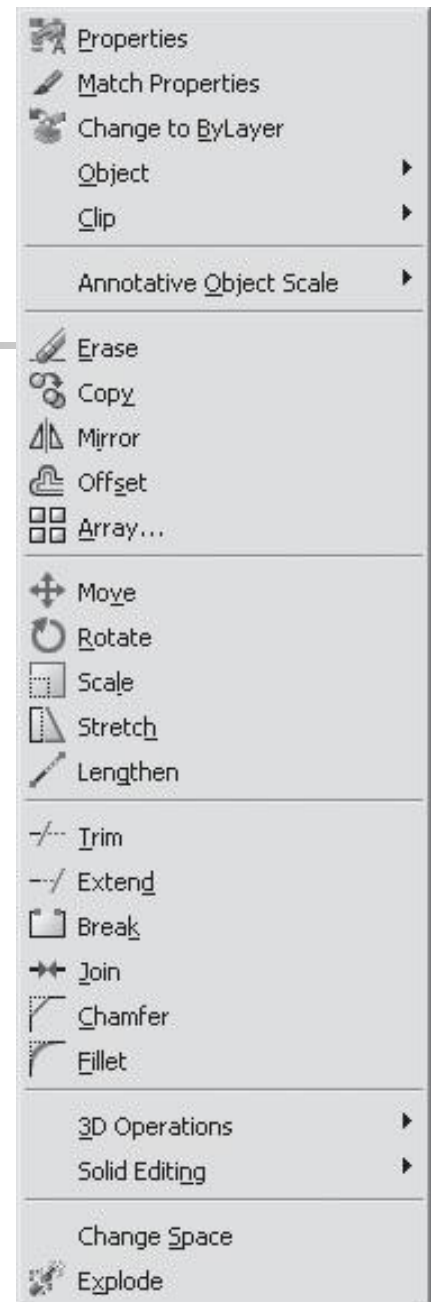 Properties
Match Properties
Change to ByLayer
Object
Clip
Annotative Object Scale
Erase
Copy
Mirror
Offset
Array...
Move
Rotate
Scale
Stretch
Lengthen
Trim
Extend
Break
Join
Chamfer
Fillet
3D Operations
Solid Editing
Change Space
Explode